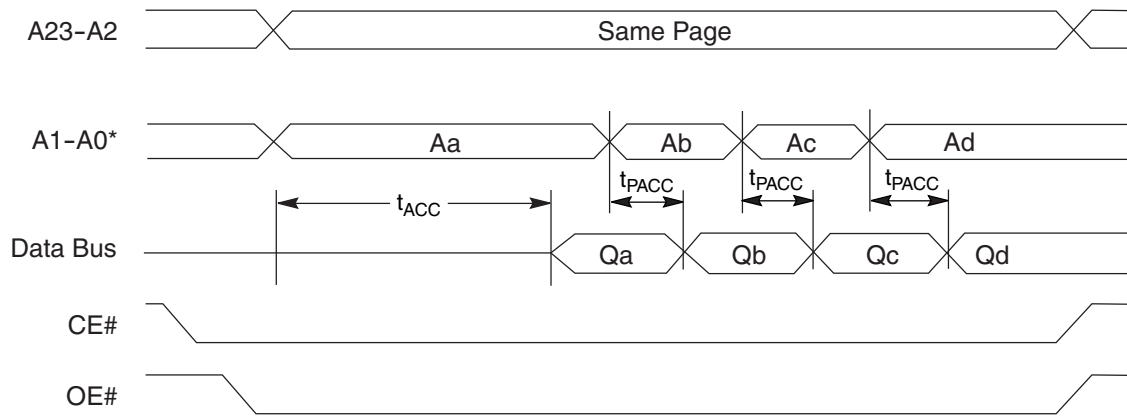 A23–A2
Same Page
A1–A0*
Aa
Ab
Ac
Ad
tPACC
tPACC
tPACC
tACC
Data Bus
Qa
Qb
Qc
Qd
CE#
OE#